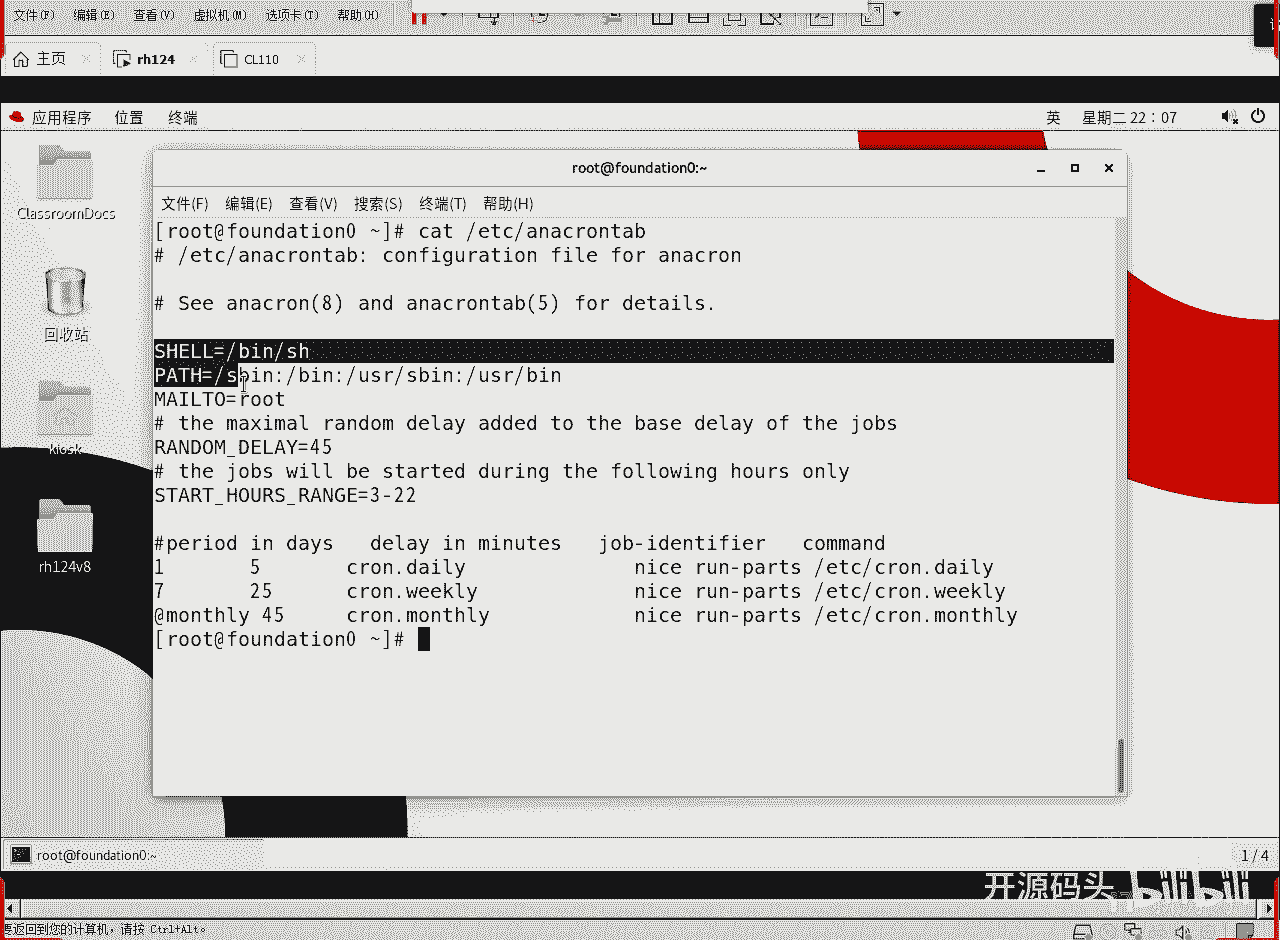 文件(F) 编辑(E) 查看(V) 虚拟机(M) 选项卡(T) 帮助(H)
主页 rh124 CL110
应用程序 位置 终端 英 星期二 22：07
ClassroomDocs
回收站
kiosk
rh124v8
root@foundation0:~
文件(F) 编辑(E) 查看(V) 搜索(S) 终端(T) 帮助(H)
[root@foundation0 ~]# cat /etc/anacrontab
# /etc/anacrontab: configuration file for anacron
# See anacron(8) and anacrontab(5) for details.
SHELL=/bin/sh
PATH=/sbin:/bin:/usr/sbin:/usr/bin
MAILTO=root
# the maximal random delay added to the base delay of the jobs
RANDOM_DELAY=45
# the jobs will be started during the following hours only
START_HOURS_RANGE=3-22
#period in days delay in minutes job-identifier command
1 5 cron.daily nice run-parts /etc/cron.daily
7 25 cron.weekly nice run-parts /etc/cron.weekly
@monthly 45 cron.monthly nice run-parts /etc/cron.monthly
[root@foundation0 ~]#
root@foundation0:~ 1 / 4
开源码头 bilibili
要返回到您的计算机，请按 Ctrl+Alt。